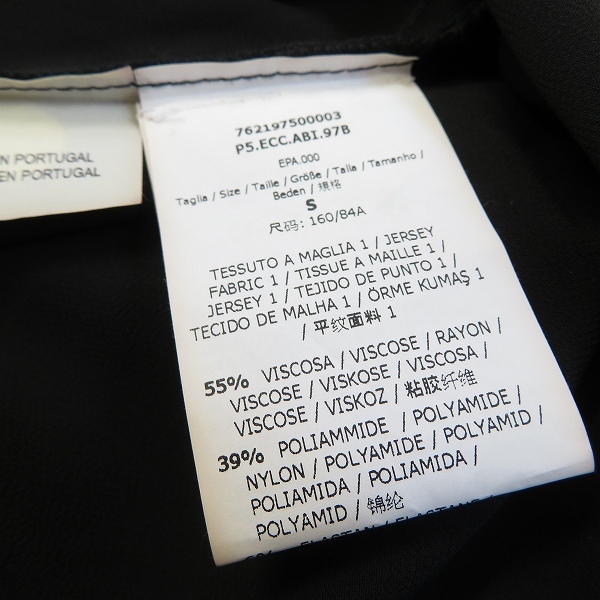 N PORTUGAL
EN PORTUGAL
762197500003
P5.ECC.ABI.97B
EPA.000
Taglia / Size / Taille / Größe / Talla / Tamanho /
Beden / 规格
S
尺码: 160/84A
TESSUTO A MAGLIA 1 / JERSEY
FABRIC 1 / TISSUE A MAILLE 1 /
JERSEY 1 / TEJIDO DE PUNTO 1 /
TECIDO DE MALHA 1 / ÖRME KUMAŞ 1
/ 平纹面料 1
55% VISCOSA / VISCOSE / RAYON /
VISCOSE / VISKOSE / VISCOSA /
VISCOSE / VISKOZ / 粘胶纤维
39% POLIAMMIDE / POLYAMIDE /
NYLON / POLYAMIDE / POLYAMID /
POLIAMIDA / POLIAMIDA /
POLYAMID / 锦纶
ELASTAN / ELASTANE /